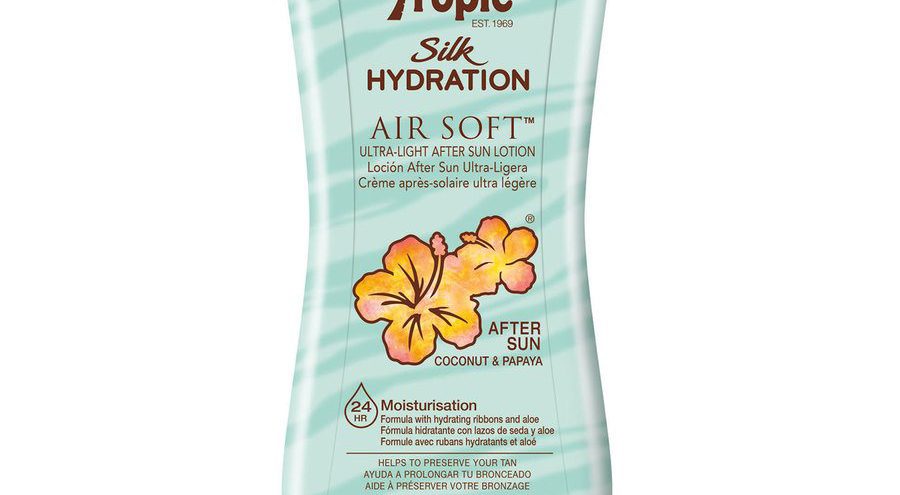 Tropic
EST. 1969
Silk
HYDRATION
AIR SOFT™
ULTRA-LIGHT AFTER SUN LOTION
Loción After Sun Ultra-Ligera
Crème après-solaire ultra légère
®
AFTER
SUN
COCONUT & PAPAYA
24
HR
Moisturisation
Formula with hydrating ribbons and aloe
Fórmula hidratante con lazos de seda y aloe
Formule avec rubans hydratants et aloé
HELPS TO PRESERVE YOUR TAN
AYUDA A PROLONGAR TU BRONCEADO
AIDE À PRÉSERVER VOTRE BRONZAGE